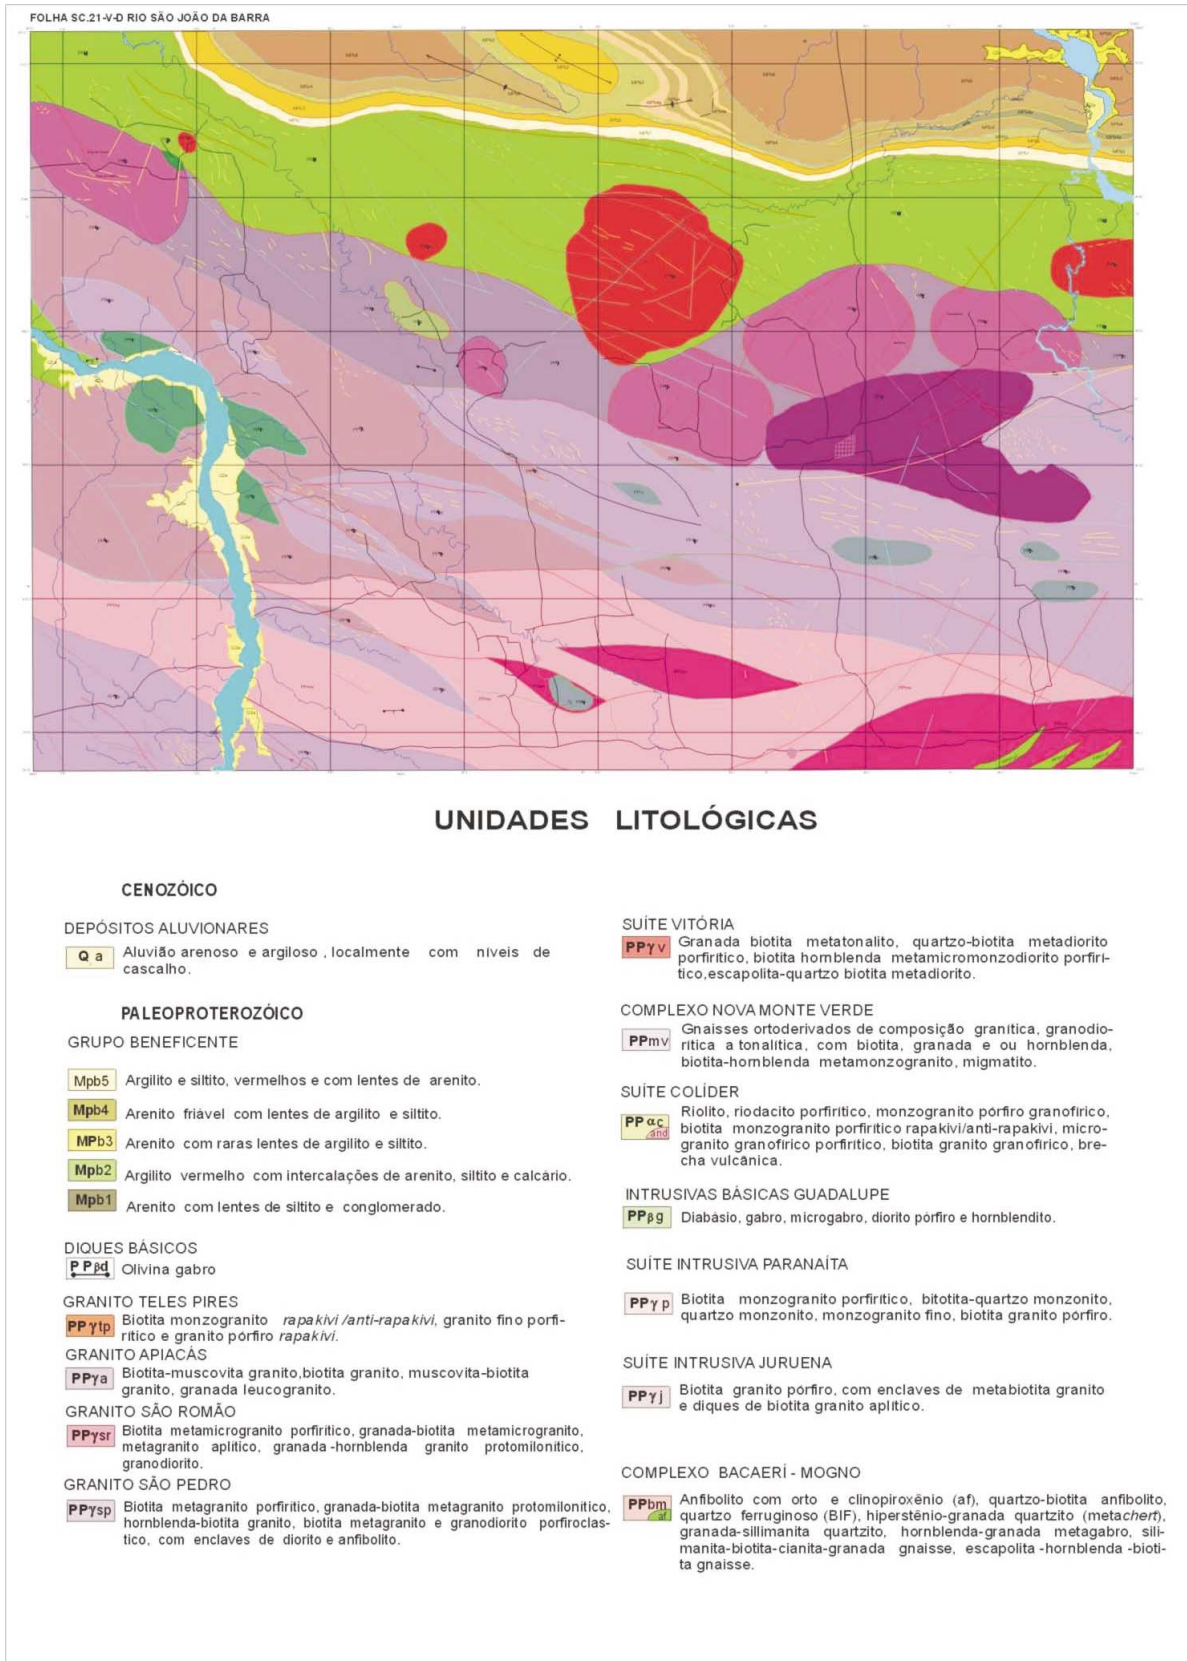 FOLHA SC.21-V-D RIO SÃO JOÃO DA BARRA
UNIDADES LITOLÓGICAS
CENOZÓICO
DEPÓSITOS ALUVIONARES
Q a
Aluvião arenoso e argiloso , localmente com níveis de
cascalho.
PALEOPROTEROZÓICO
GRUPO BENEFICENTE
Mpb5 Argilito e siltito, vermelhos e com lentes de arenito.
Mpb4 Arenito friável com lentes de argilito e siltito.
MPb3 Arenito com raras lentes de argilito e siltito.
Mpb2 Argilito vermelho com intercalações de arenito, siltito e calcário.
Mpb1 Arenito com lentes de siltito e conglomerado.
DIQUES BÁSICOS
PPβd Olivina gabro
GRANITO TELES PIRES
PPγtp
Biotita monzogranito rapakivi /anti-rapakivi, granito fino porfi-
rítico e granito pórfiro rapakivi.
GRANITO APIACÁS
PPγa
Biotita-muscovita granito,biotita granito, muscovita-biotita
granito, granada leucogranito.
GRANITO SÃO ROMÃO
PPγsr
Biotita metamicrogranito porfirítico, granada-biotita metamicrogranito,
metagranito aplítico, granada -hornblenda granito protomilonítico,
granodiorito.
GRANITO SÃO PEDRO
PPγsp
Biotita metagranito porfirítico, granada-biotita metagranito protomilonítico,
hornblenda-biotita granito, biotita metagranito e granodiorito porfiroclas-
tico, com enclaves de diorito e anfibolito.
SUÍTE VITÓRIA
PPγv
Granada biotita metatonalito, quartzo-biotita metadiorito
porfirítico, biotita hornblenda metamicromonzodiorito porfirí-
tico,escapolita-quartzo biotita metadiorito.
COMPLEXO NOVA MONTE VERDE
PPmv
Gnaisses ortoderivados de composição granítica, granodio-
rítica a tonalítica, com biotita, granada e ou hornblenda,
biotita-hornblenda metamonzogranito, migmatito.
SUÍTE COLÍDER
PPαc
and
Riolito, riodacito porfirítico, monzogranito pórfiro granofírico,
biotita monzogranito porfirítico rapakivi/anti-rapakivi, micro-
granito granofírico porfirítico, biotita granito granofírico, bre-
cha vulcânica.
INTRUSIVAS BÁSICAS GUADALUPE
PPβg Diabásio, gabro, microgabro, diorito pórfiro e hornblendito.
SUÍTE INTRUSIVA PARANAÍTA
PPγp
Biotita monzogranito porfirítico, bitotita-quartzo monzonito,
quartzo monzonito, monzogranito fino, biotita granito pórfiro.
SUÍTE INTRUSIVA JURUENA
PPγj
Biotita granito pórfiro, com enclaves de metabiotita granito
e diques de biotita granito aplítico.
COMPLEXO BACAERÍ - MOGNO
PPbm
af
Anfibolito com orto e clinopiroxênio (af), quartzo-biotita anfibolito,
quartzo ferruginoso (BIF), hiperstênio-granada quartzito (metachert),
granada-sillimanita quartzito, hornblenda-granada metagabro, sili-
manita-biotita-cianita-granada gnaisse, escapolita -hornblenda -bioti-
ta gnaisse.